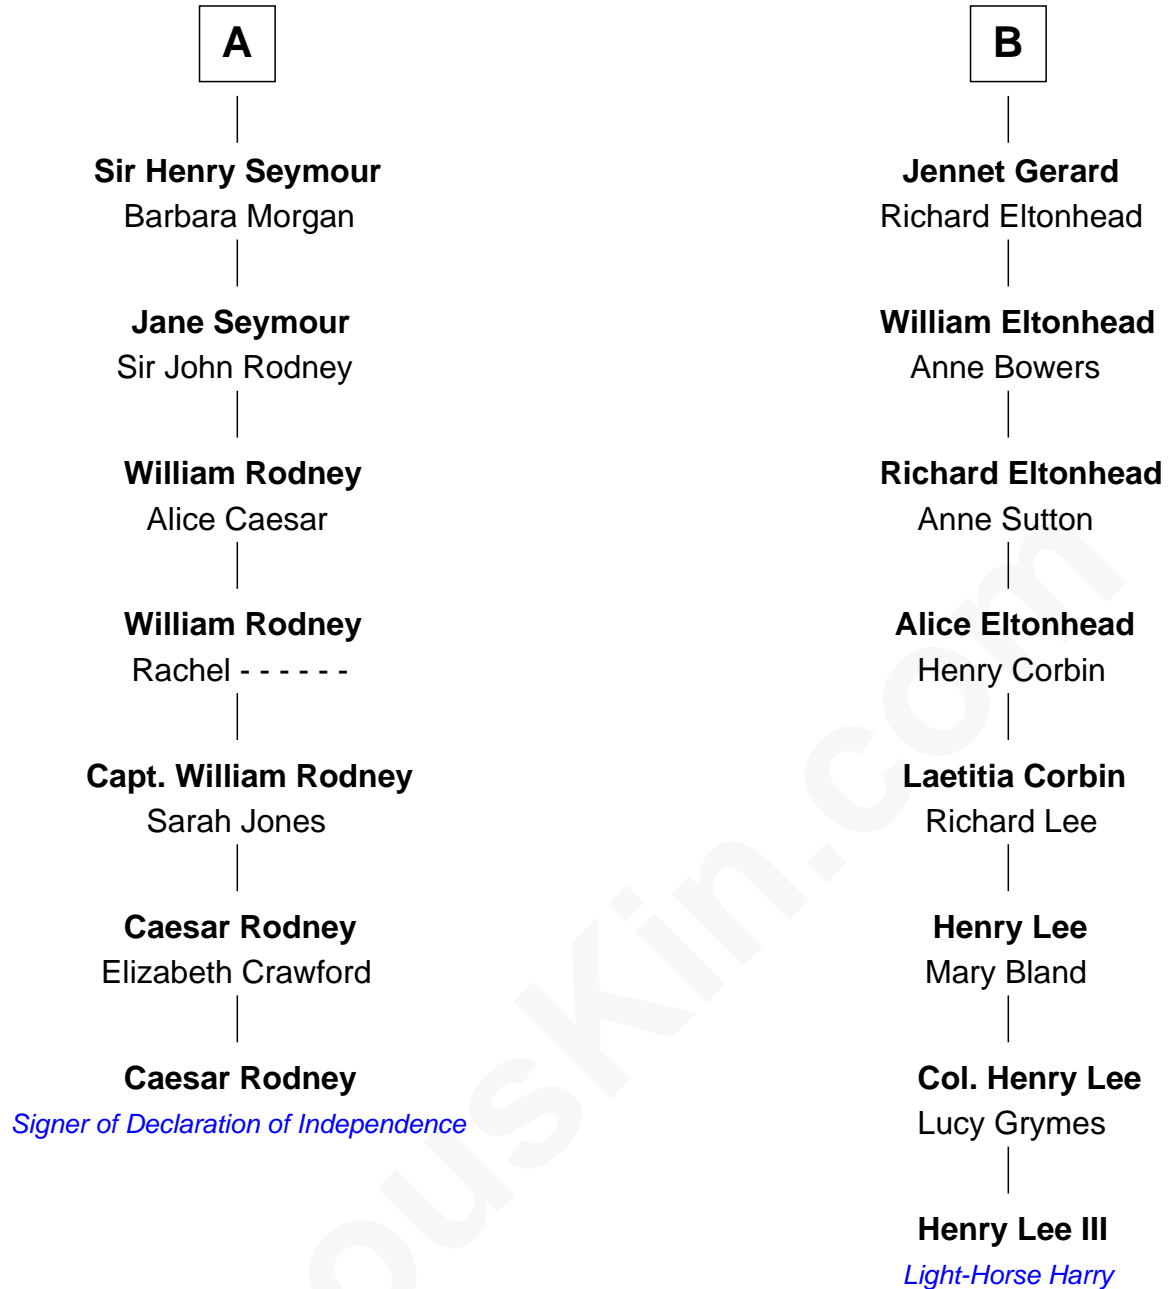 A
Sir Henry Seymour
Barbara Morgan
Jane Seymour
Sir John Rodney
William Rodney
Alice Caesar
William Rodney
Rachel - - - - - -
Capt. William Rodney
Sarah Jones
Caesar Rodney
Elizabeth Crawford
Caesar Rodney
Signer of Declaration of Independence
B
Jennet Gerard
Richard Eltonhead
William Eltonhead
Anne Bowers
Richard Eltonhead
Anne Sutton
Alice Eltonhead
Henry Corbin
Laetitia Corbin
Richard Lee
Henry Lee
Mary Bland
Col. Henry Lee
Lucy Grymes
Henry Lee III
Light-Horse Harry
ousKin.com